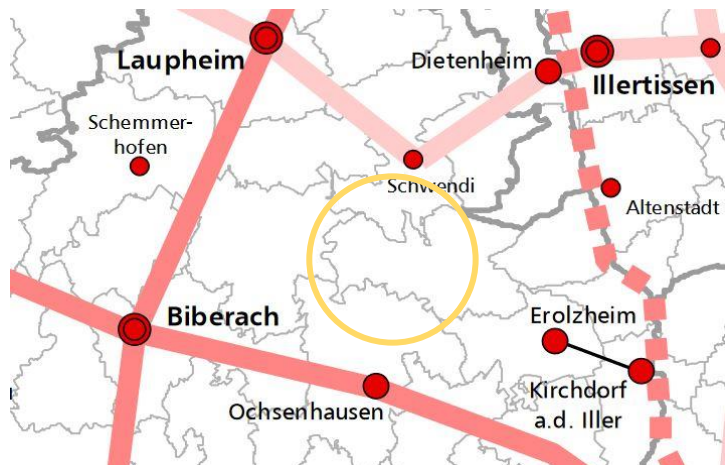 Laupheim
Dietenheim
Illertissen
Schemmer-
hofen
Schwendi
Altenstadt
Biberach
Erolzheim
Ochsenhausen
Kirchdorf
a.d. Iller